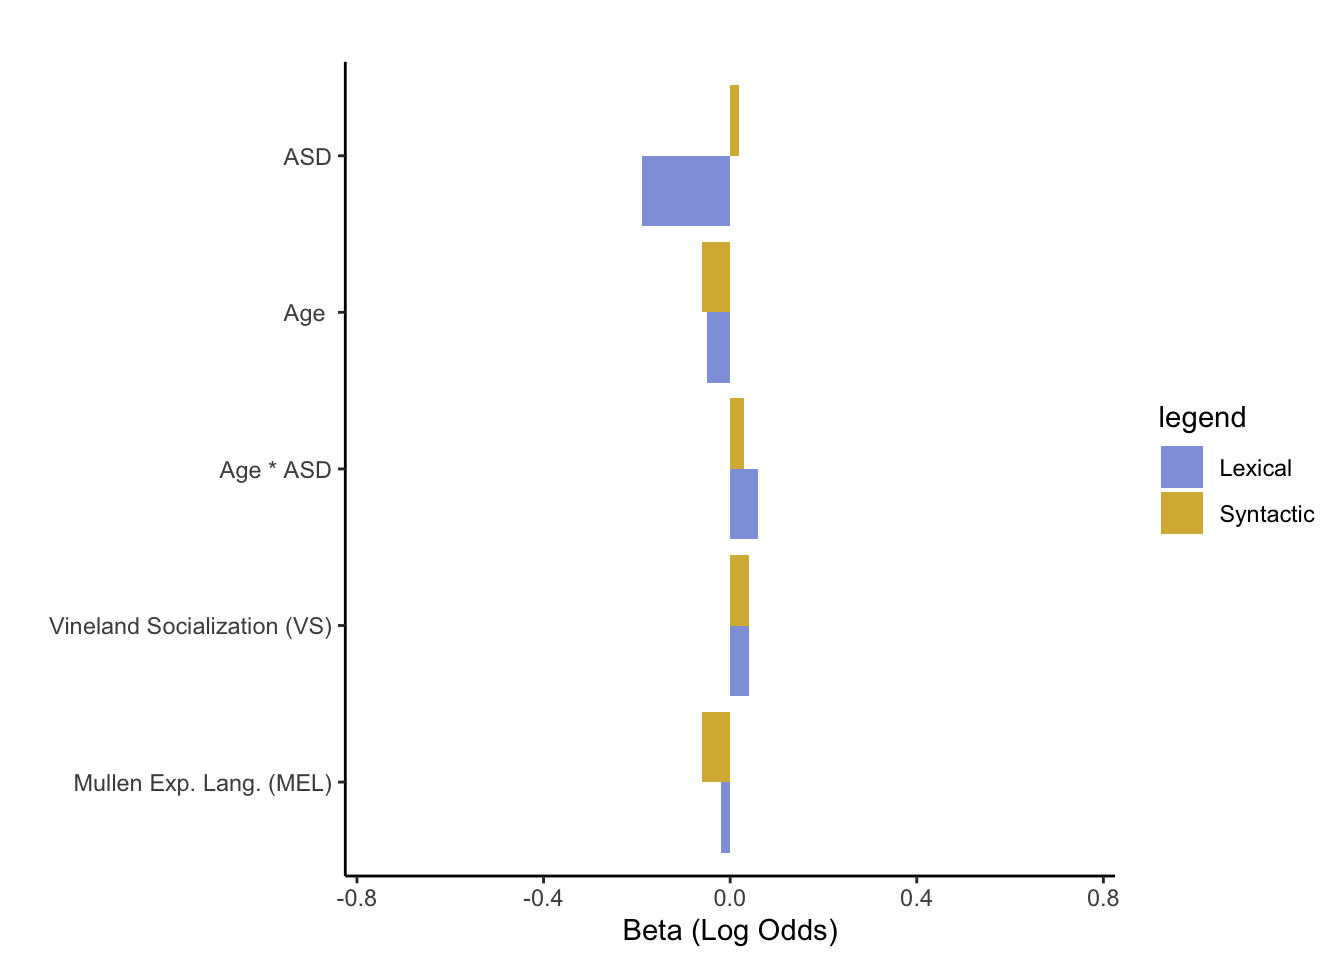 ASD
Age
Age * ASD
Vineland Socialization (VS)
Mullen Exp. Lang. (MEL)
-0.8 -0.4 0.0 0.4 0.8
Beta (Log Odds)
legend
Lexical
Syntactic